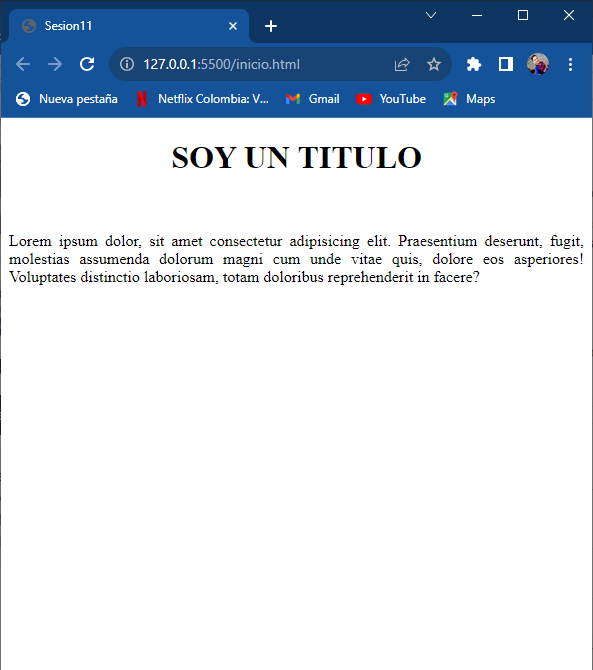 Sesion11
127.0.0.1:5500/inicio.html
Nueva pestaña Netflix Colombia: V... Gmail YouTube Maps
SOY UN TITULO
Lorem ipsum dolor, sit amet consectetur adipisicing elit. Praesentium deserunt, fugit,
molestias assumenda dolorum magni cum unde vitae quis, dolore eos asperiores!
Voluptates distinctio laboriosam, totam doloribus reprehenderit in facere?